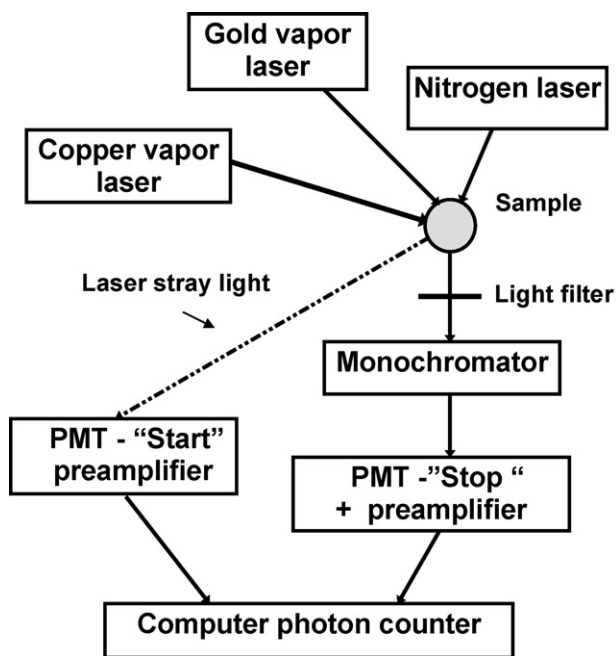 Gold vapor
laser
Nitrogen laser
Copper vapor
laser
Sample
Laser stray light
Light filter
Monochromator
PMT - “Start”
preamplifier
PMT -”Stop “
+ preamplifier
Computer photon counter